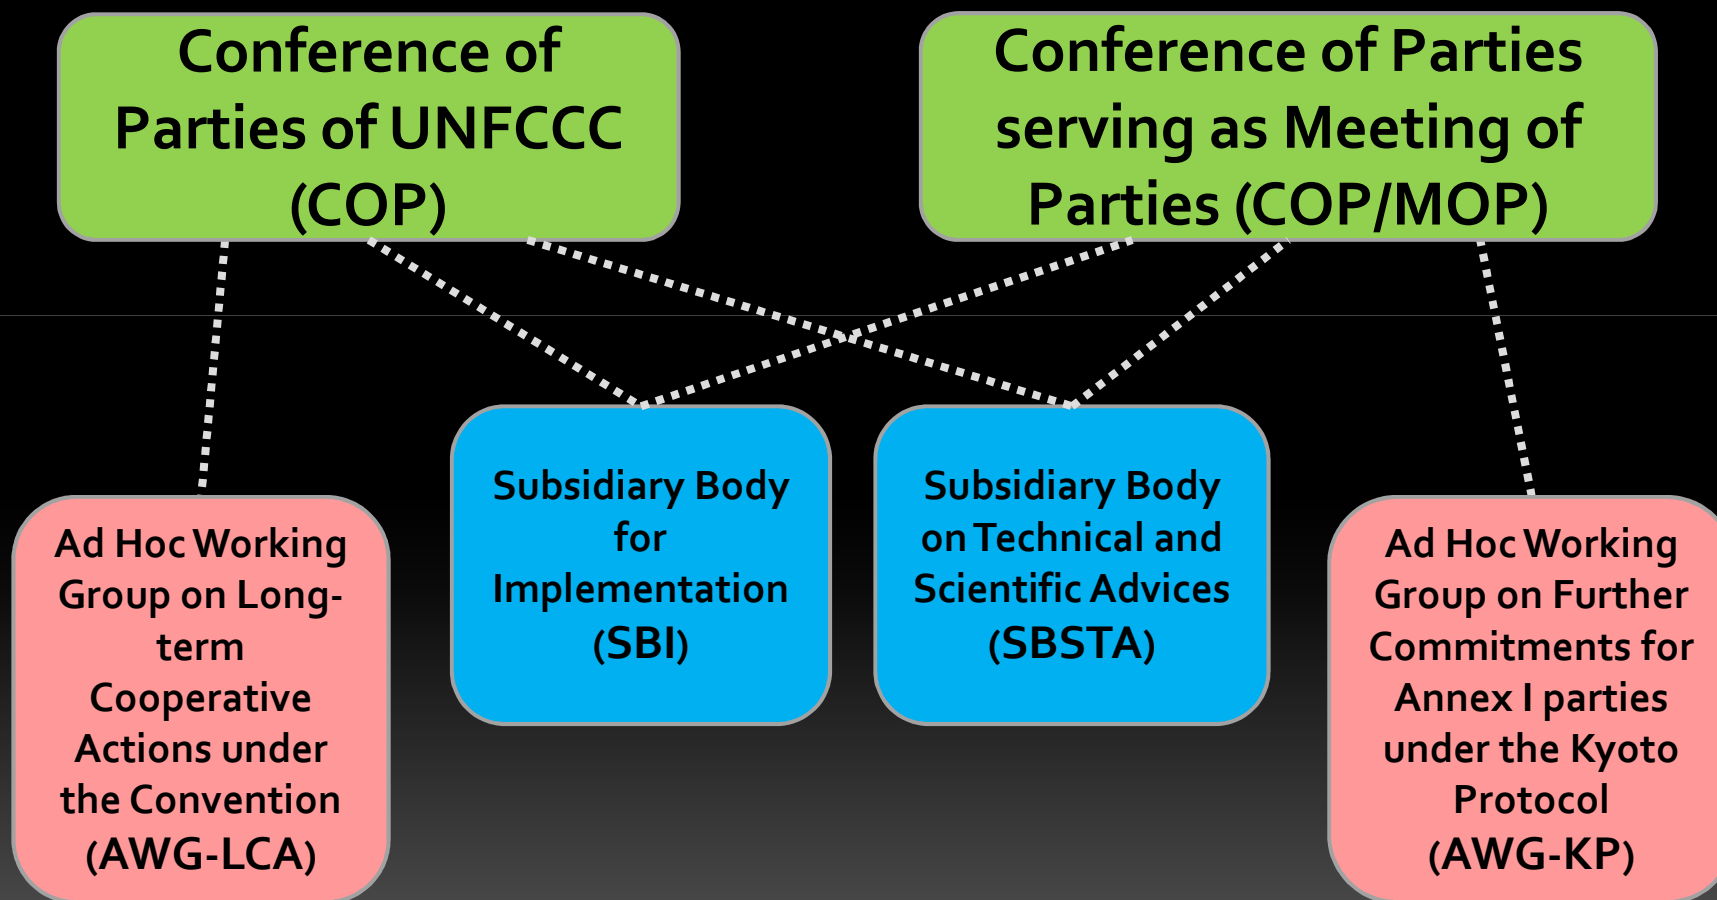 Conference of
Parties of UNFCCC
(COP)
Conference of Parties
serving as Meeting of
Parties (COP/MOP)
Ad Hoc Working
Group on Long-
term
Cooperative
Actions under
the Convention
(AWG-LCA)
Subsidiary Body
for
Implementation
(SBI)
Subsidiary Body
on Technical and
Scientific Advices
(SBSTA)
Ad Hoc Working
Group on Further
Commitments for
Annex I parties
under the Kyoto
Protocol
(AWG-KP)